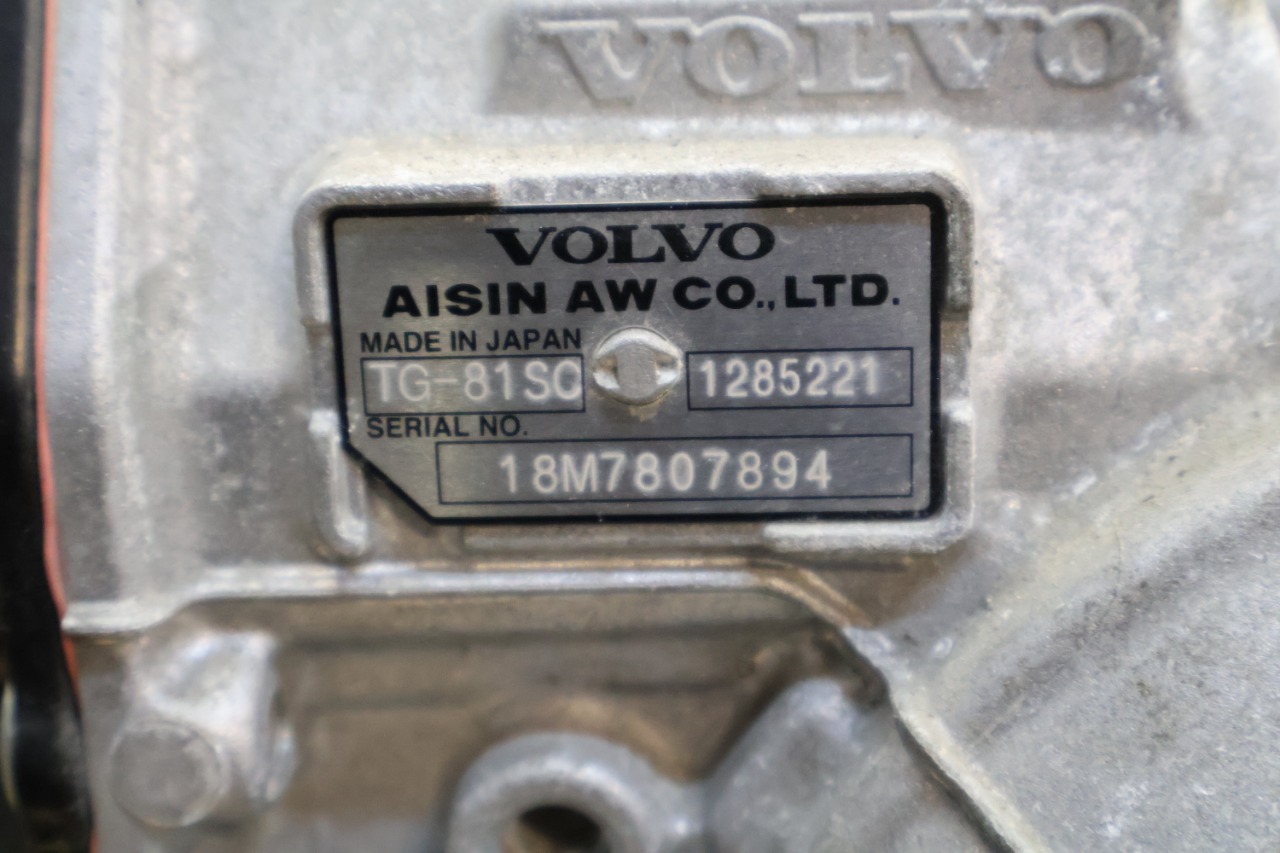 VOLVO
VOLVO
AISIN AW CO., LTD.
MADE IN JAPAN
TG-81SC 1285221
SERIAL NO.
18M7807894